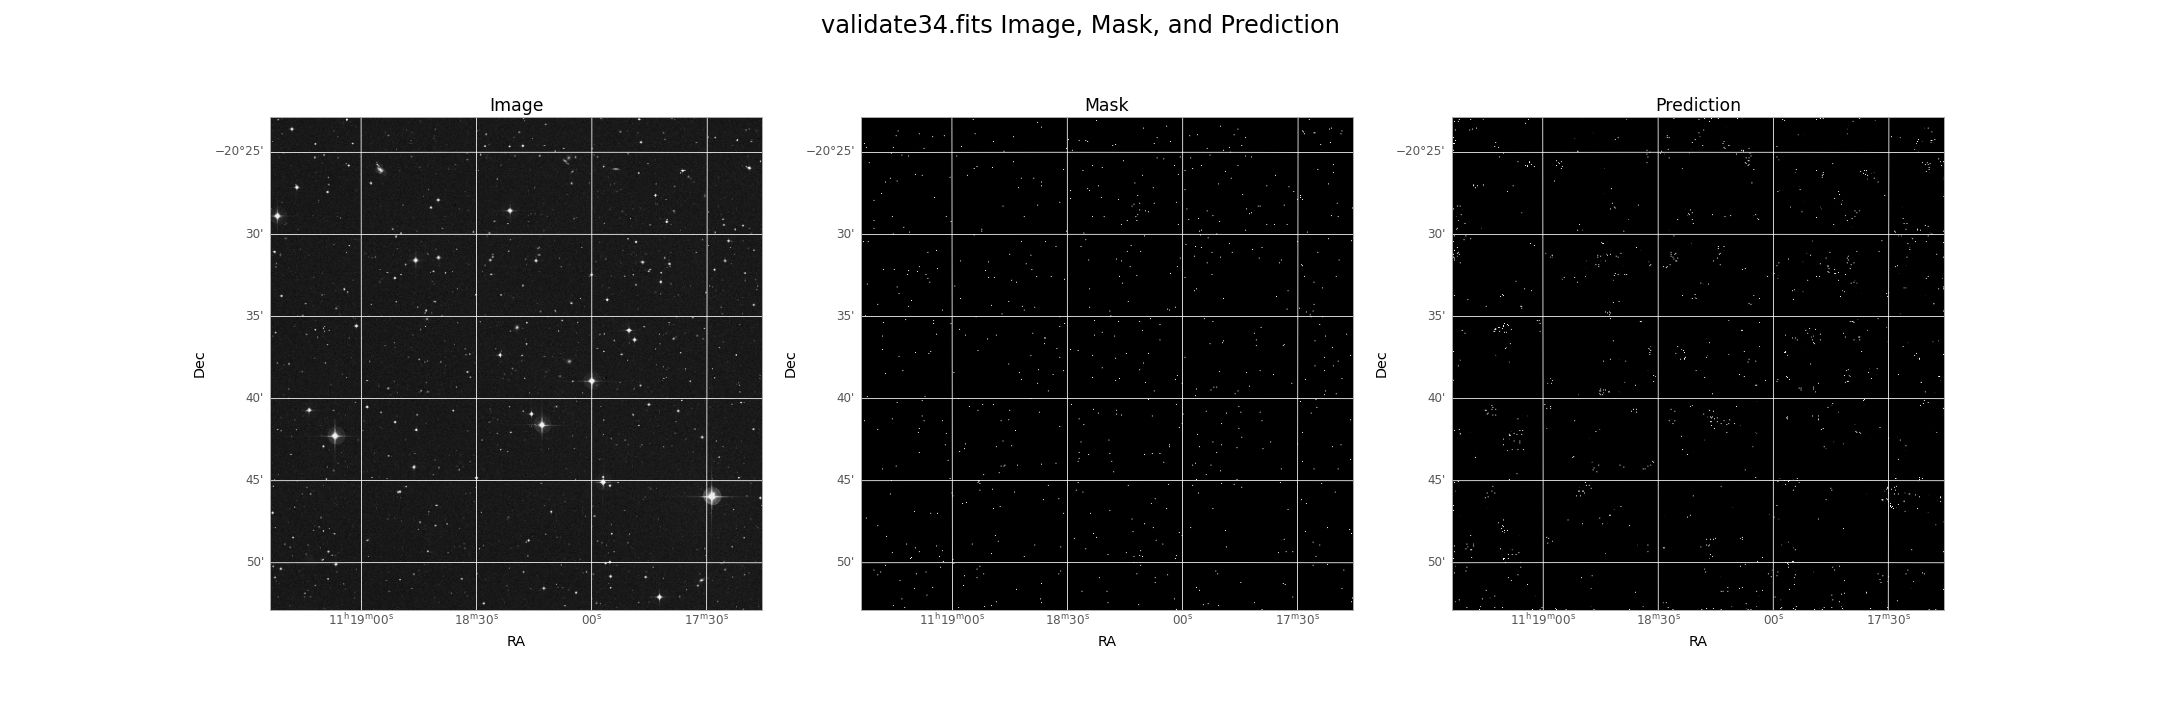 validate34.fits Image, Mask, and Prediction
Image
−20°25'
30'
35'
40'
45'
50'
Dec
11ʰ19ᵐ00ˢ 18ᵐ30ˢ 00ˢ 17ᵐ30ˢ
RA
Mask
−20°25'
30'
35'
40'
45'
50'
Dec
11ʰ19ᵐ00ˢ 18ᵐ30ˢ 00ˢ 17ᵐ30ˢ
RA
Prediction
−20°25'
30'
35'
40'
45'
50'
Dec
11ʰ19ᵐ00ˢ 18ᵐ30ˢ 00ˢ 17ᵐ30ˢ
RA